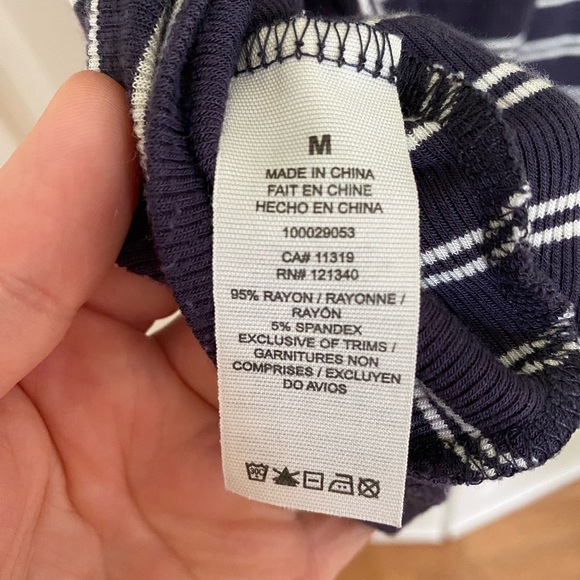 M
MADE IN CHINA
FAIT EN CHINE
HECHO EN CHINA
100029053
CA# 11319
RN# 121340
95% RAYON / RAYONNE /
RAYÓN
5% SPANDEX
EXCLUSIVE OF TRIMS /
GARNITURES NON
COMPRISES / EXCLUYEN
DO AVIOS